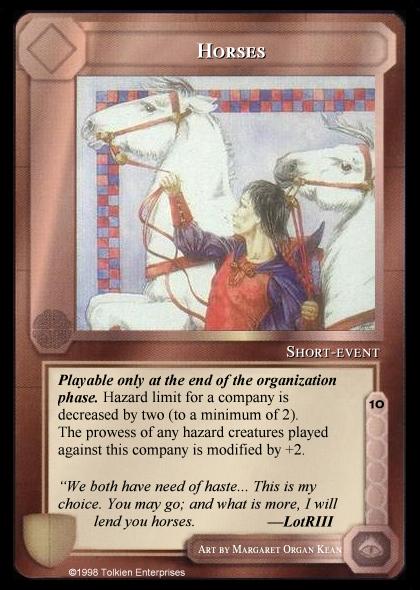 Horses
Short-event
Playable only at the end of the organization
phase. Hazard limit for a company is
decreased by two (to a minimum of 2).
The prowess of any hazard creatures played
against this company is modified by +2.
10
“We both have need of haste... This is my
choice. You may go; and what is more, I will
lend you horses. —LotRIII
Art by Margaret Organ Kean
©1998 Tolkien Enterprises